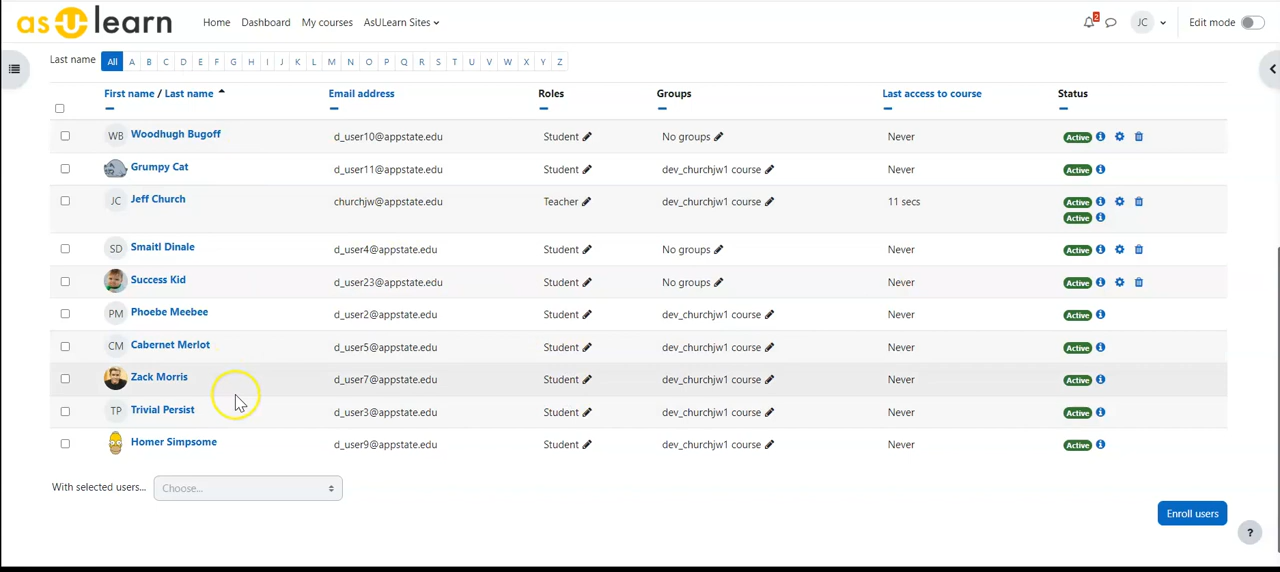 as U learn Home Dashboard My courses AsULearn Sites 2 JC Edit mode
Last name All A B C D E F G H I J K L M N O P Q R S T U V W X Y Z
First name / Last name Email address Roles Groups Last access to course Status
WB Woodhugh Bugoff d_user10@appstate.edu Student No groups Never Active
Grumpy Cat d_user11@appstate.edu Student dev_churchjw1 course Never Active
JC Jeff Church churchjw@appstate.edu Teacher dev_churchjw1 course 11 secs Active
Active
SD Smaitl Dinale d_user4@appstate.edu Student No groups Never Active
Success Kid d_user23@appstate.edu Student No groups Never Active
PM Phoebe Meebee d_user2@appstate.edu Student dev_churchjw1 course Never Active
CM Cabernet Merlot d_user5@appstate.edu Student dev_churchjw1 course Never Active
Zack Morris d_user7@appstate.edu Student dev_churchjw1 course Never Active
TP Trivial Persist d_user3@appstate.edu Student dev_churchjw1 course Never Active
Homer Simpsome d_user9@appstate.edu Student dev_churchjw1 course Never Active
With selected users... Choose...
Enroll users
?